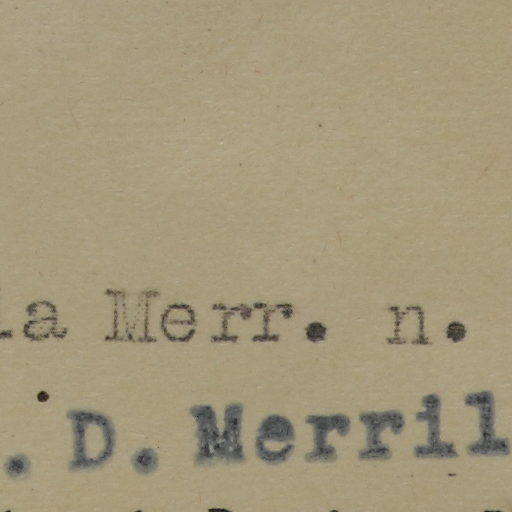 Merr. n.
. D. Merril